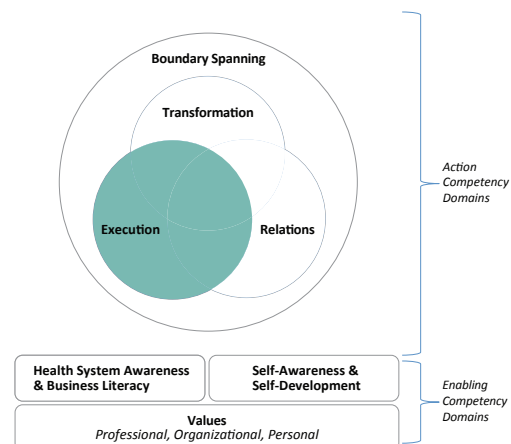 Boundary Spanning
Transformation
Execution
Relations
Action
Competency
Domains
Health System Awareness
& Business Literacy
Self-Awareness &
Self-Development
Values
Professional, Organizational, Personal
Enabling
Competency
Domains